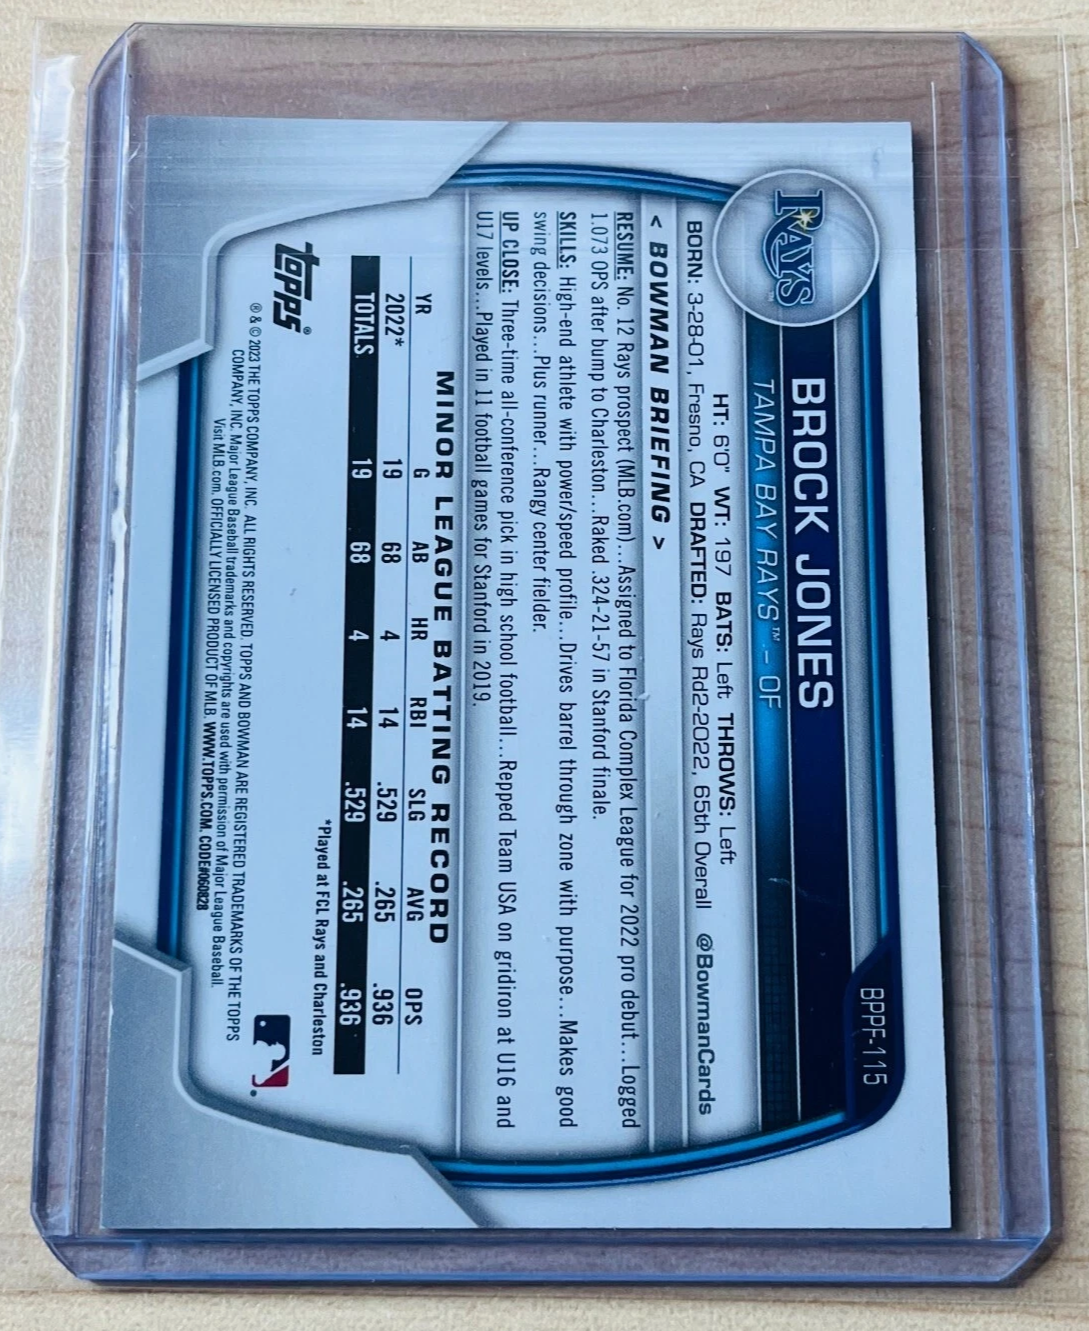 BPPF-115
RAYS
BROCK JONES
TAMPA BAY RAYS™ - OF
HT: 6'0" WT: 197 BATS: Left THROWS: Left
BORN: 3-28-01, Fresno, CA DRAFTED: Rays Rd2-2022, 65th Overall @BowmanCards
< BOWMAN BRIEFING >
RESUME: No. 12 Rays prospect (MLB.com)...Assigned to Florida Complex League for 2022 pro debut...Logged
1.073 OPS after bump to Charleston...Raked .324-21-57 in Stanford finale.
SKILLS: High-end athlete with power/speed profile...Drives barrel through zone with purpose...Makes good
swing decisions...Plus runner...Rangy center fielder.
UP CLOSE: Three-time all-conference pick in high school football...Repped Team USA on gridiron at U16 and
U17 levels...Played in 11 football games for Stanford in 2019.
MINOR LEAGUE BATTING RECORD
YR G AB HR RBI SLG AVG OPS
2022* 19 68 4 14 .529 .265 .936
TOTALS 19 68 4 14 .529 .265 .936
*Played at FCL Rays and Charleston
topps®
® & © 2023 THE TOPPS COMPANY, INC. ALL RIGHTS RESERVED. TOPPS AND BOWMAN ARE REGISTERED TRADEMARKS OF THE TOPPS
COMPANY, INC. Major League Baseball trademarks and copyrights are used with permission of Major League Baseball.
Visit MLB.com. OFFICIALLY LICENSED PRODUCT OF MLB. WWW.TOPPS.COM. CODE#060828